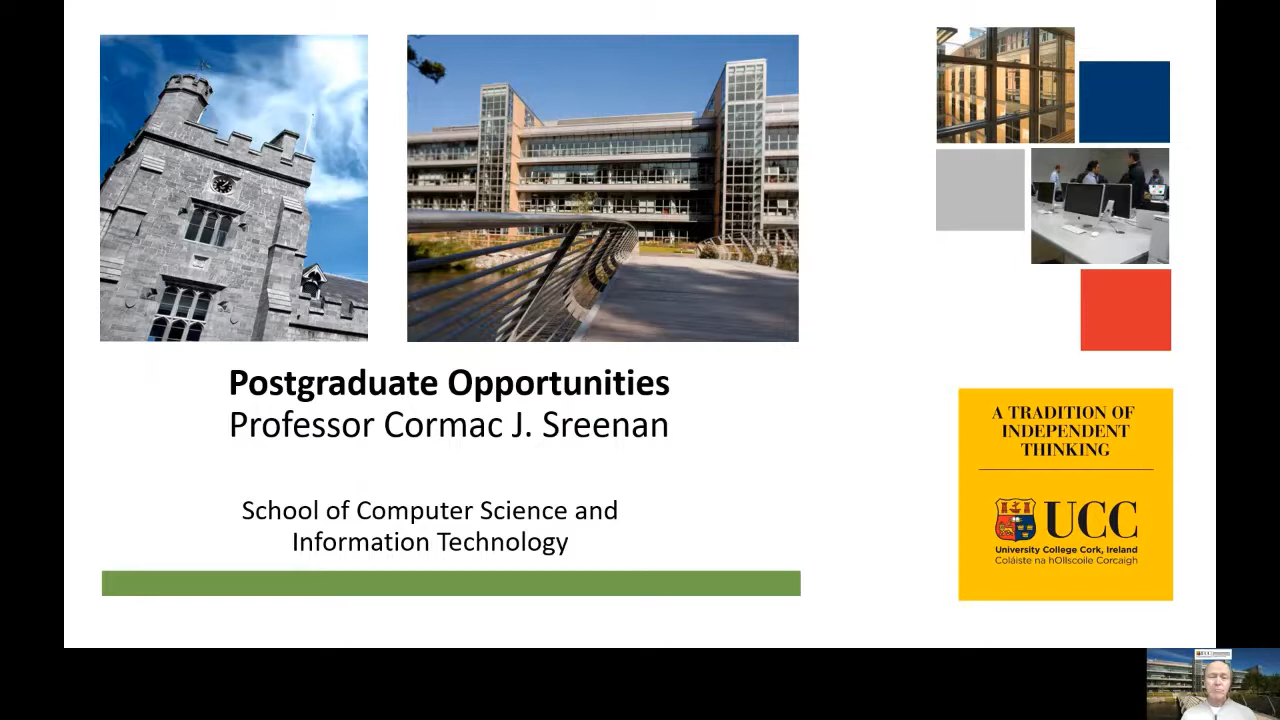 Postgraduate Opportunities
Professor Cormac J. Sreenan
School of Computer Science and
Information Technology
A TRADITION OF
INDEPENDENT
THINKING
UCC
University College Cork, Ireland
Coláiste na hOllscoile Corcaigh